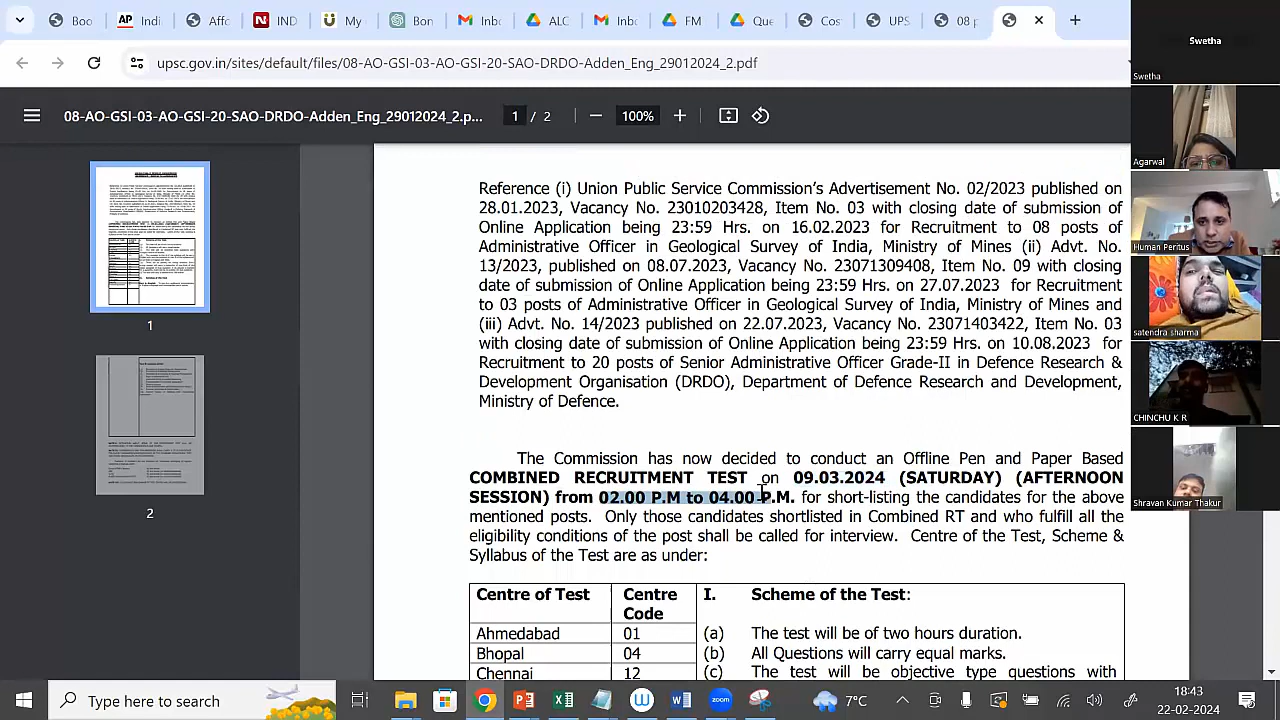 Boo
Indi
Affo
IND
My
Bon
Inbo
ALC
Inbo
FM
Que
Cos
UPS
08 p
upsc.gov.in/sites/default/files/08-AO-GSI-03-AO-GSI-20-SAO-DRDO-Adden_Eng_29012024_2.pdf
08-AO-GSI-03-AO-GSI-20-SAO-DRDO-Adden_Eng_29012024_2.p...
1 / 2
100%
1
2
Reference (i) Union Public Service Commission's Advertisement No. 02/2023 published on
28.01.2023, Vacancy No. 23010203428, Item No. 03 with closing date of submission of
Online Application being 23:59 Hrs. on 16.02.2023 for Recruitment to 08 posts of
Administrative Officer in Geological Survey of India, Ministry of Mines (ii) Advt. No.
13/2023, published on 08.07.2023, Vacancy No. 23071309408, Item No. 09 with closing
date of submission of Online Application being 23:59 Hrs. on 27.07.2023 for Recruitment
to 03 posts of Administrative Officer in Geological Survey of India, Ministry of Mines and
(iii) Advt. No. 14/2023 published on 22.07.2023, Vacancy No. 23071403422, Item No. 03
with closing date of submission of Online Application being 23:59 Hrs. on 10.08.2023 for
Recruitment to 20 posts of Senior Administrative Officer Grade-II in Defence Research &
Development Organisation (DRDO), Department of Defence Research and Development,
Ministry of Defence.
The Commission has now decided to conduct an Offline Pen and Paper Based
COMBINED RECRUITMENT TEST on 09.03.2024 (SATURDAY) (AFTERNOON
SESSION) from 02.00 P.M to 04.00 P.M. for short-listing the candidates for the above
mentioned posts. Only those candidates shortlisted in Combined RT and who fulfill all the
eligibility conditions of the post shall be called for interview. Centre of the Test, Scheme &
Syllabus of the Test are as under:
Centre of Test
Centre
Code
I. Scheme of the Test:
Ahmedabad 01 (a) The test will be of two hours duration.
Bhopal 04 (b) All Questions will carry equal marks.
Chennai 12 (c) The test will be objective type questions with
Swetha
Swetha
Agarwal
Human Peritus
satendra sharma
CHINCHU K R
Shravan Kumar Thakur
Type here to search
zoom
7°C
18:43
22-02-2024